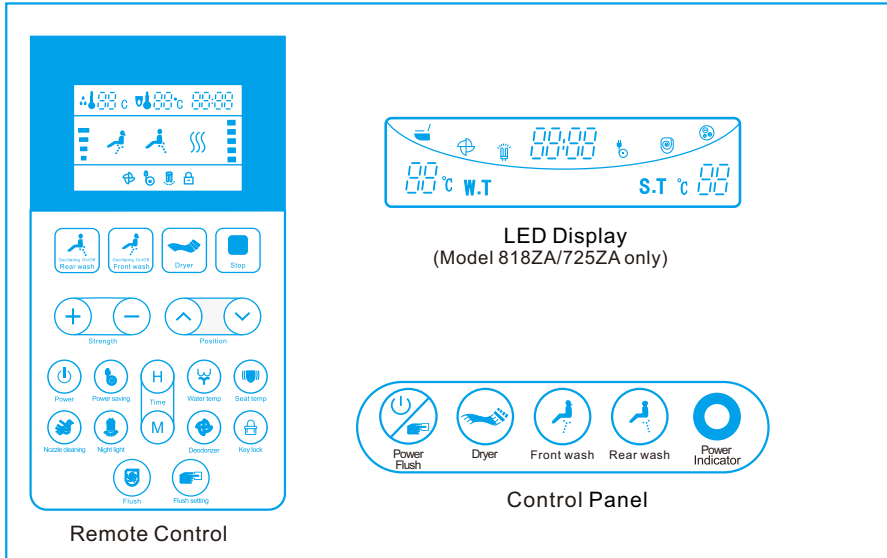 88 C 88°C 88:88
Oscillating On/Off
Rear wash
Oscillating On/Off
Front wash
Dryer
Stop
Strength
Position
H
Power
Power saving
Time
Water temp
Seat temp
M
Nozzle cleaning
Night light
Deodorizer
Key lock
Flush
Flush setting
Remote Control
88:88
88 °C W.T
S.T °C 88
LED Display
(Model 818ZA/725ZA only)
Power
Flush
Dryer
Front wash
Rear wash
Power
Indicator
Control Panel